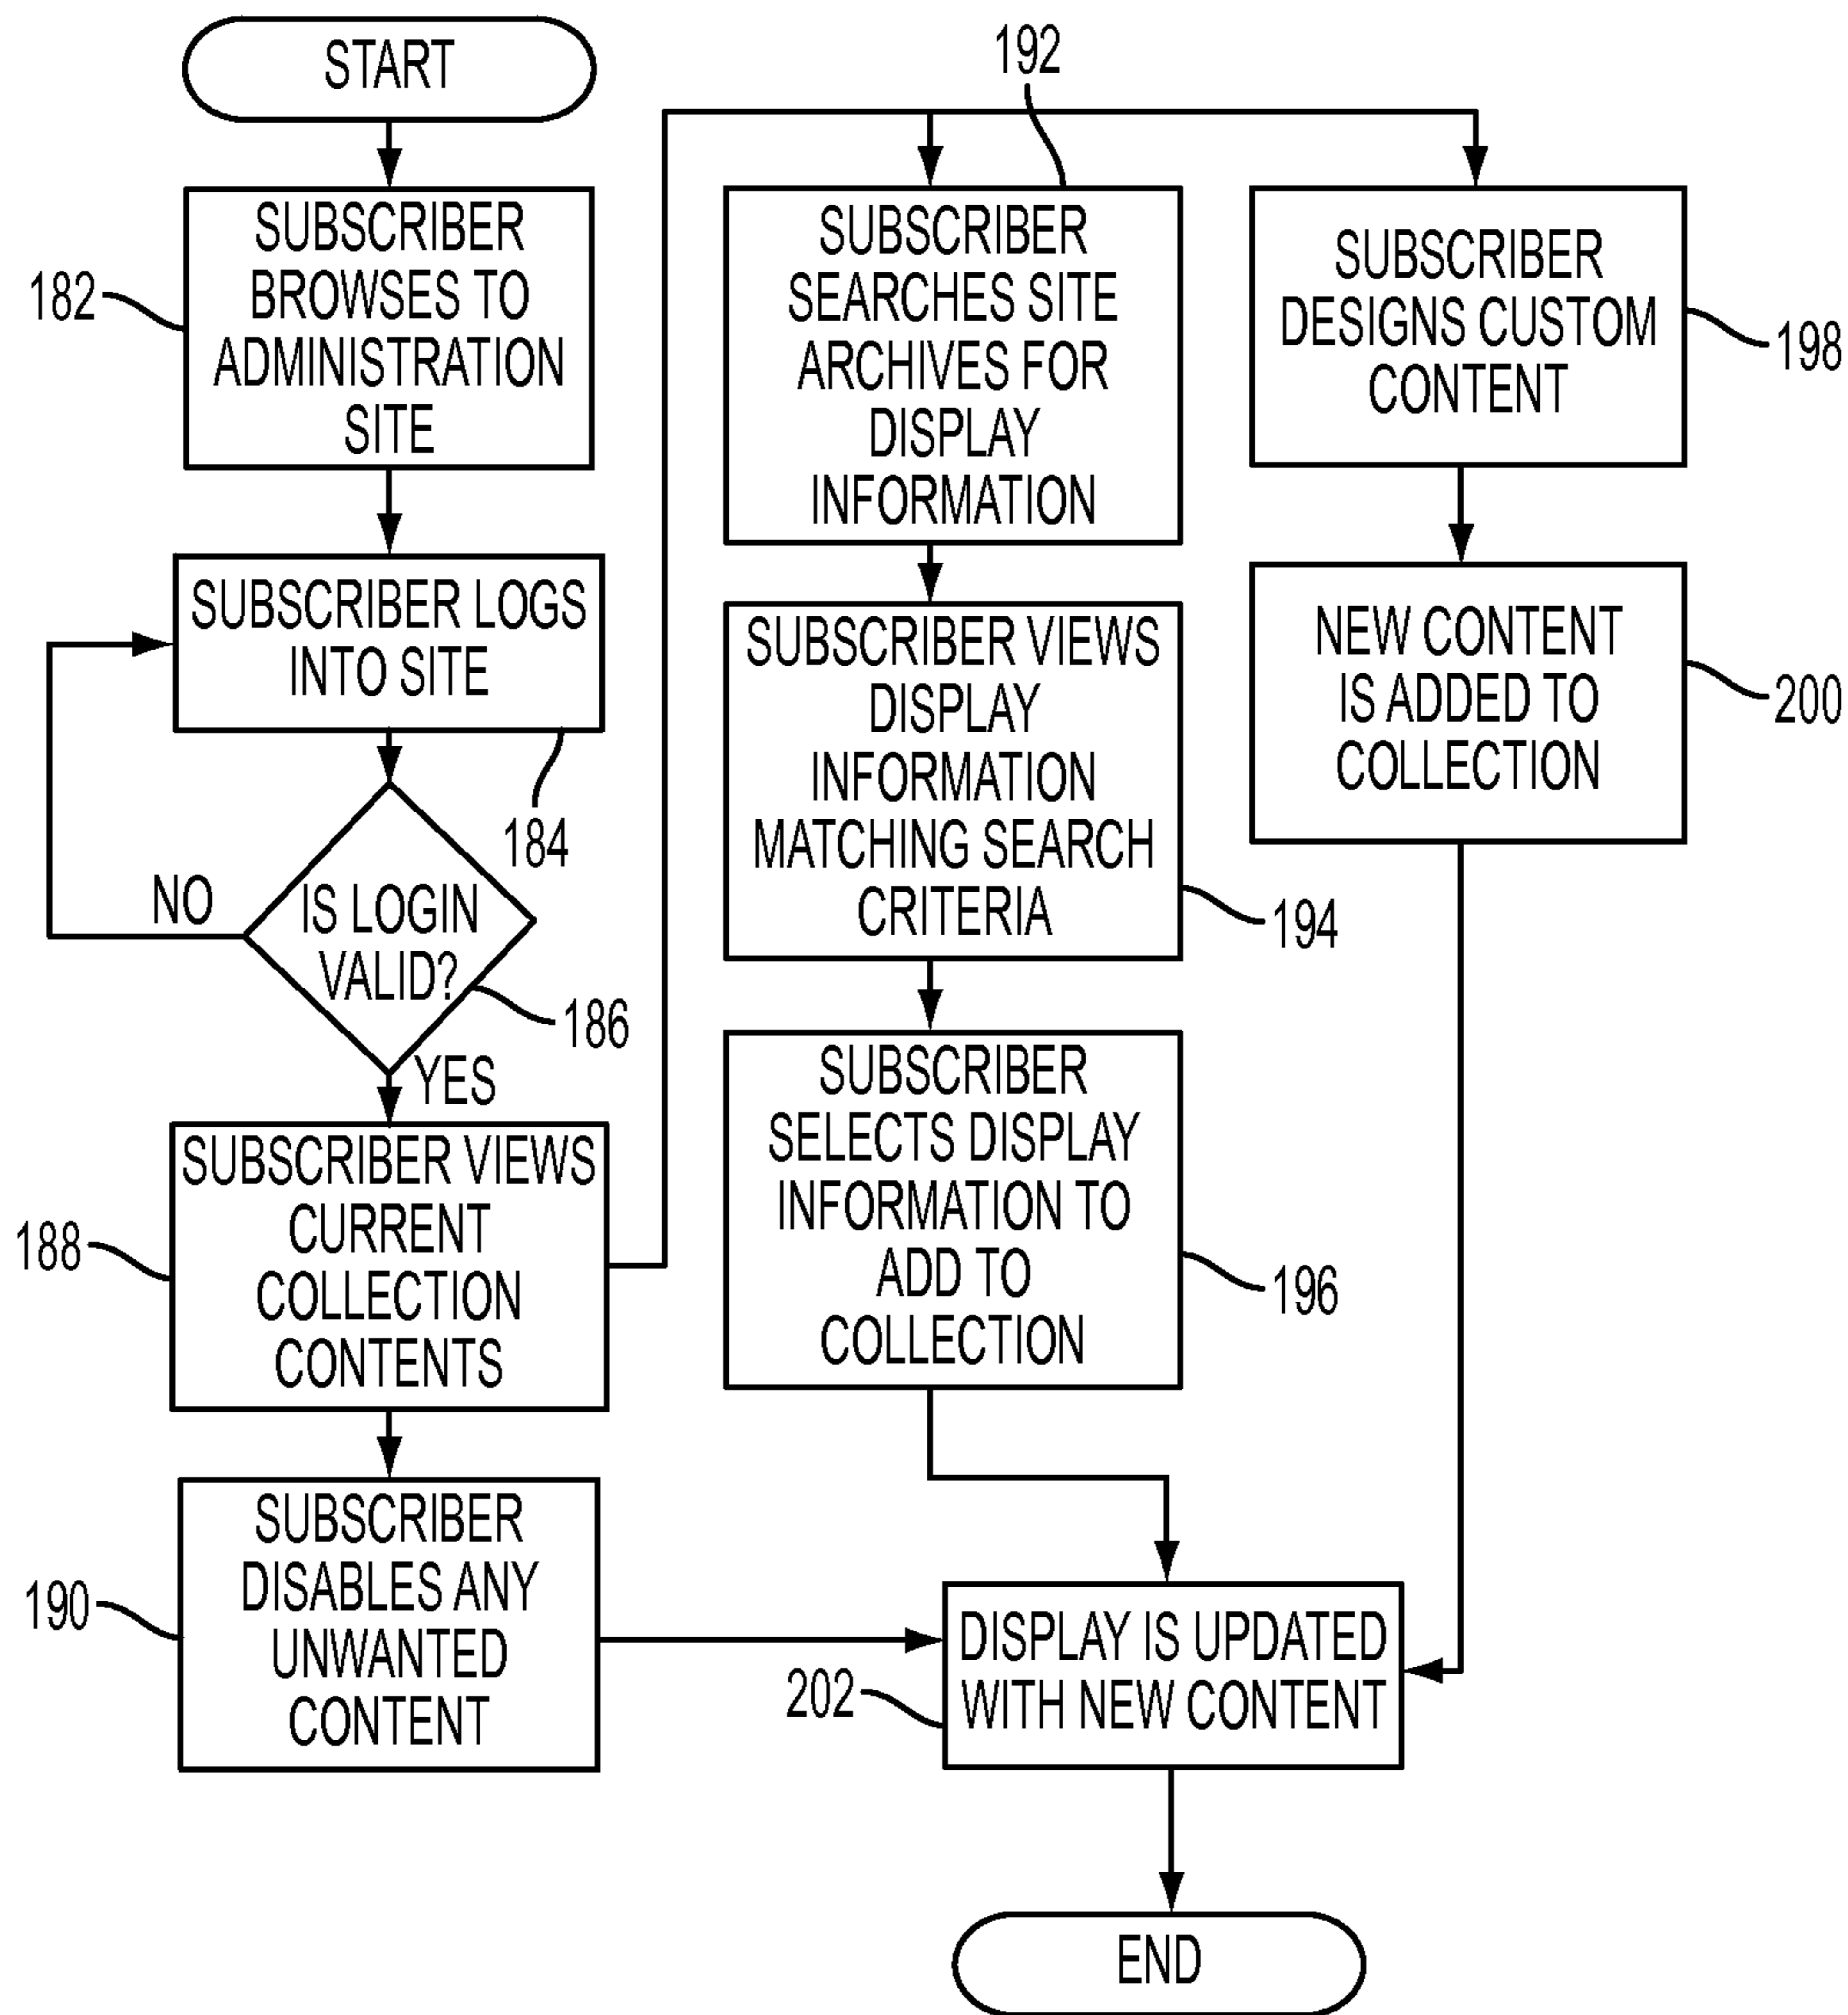 START
182
SUBSCRIBER
BROWSES TO
ADMINISTRATION
SITE
SUBSCRIBER LOGS
INTO SITE
184
NO
IS LOGIN
VALID?
186
YES
188
SUBSCRIBER VIEWS
CURRENT
COLLECTION
CONTENTS
190
SUBSCRIBER
DISABLES ANY
UNWANTED
CONTENT
192
SUBSCRIBER
SEARCHES SITE
ARCHIVES FOR
DISPLAY
INFORMATION
SUBSCRIBER VIEWS
DISPLAY
INFORMATION
MATCHING SEARCH
CRITERIA
194
SUBSCRIBER
SELECTS DISPLAY
INFORMATION TO
ADD TO
COLLECTION
196
SUBSCRIBER
DESIGNS CUSTOM
CONTENT
198
NEW CONTENT
IS ADDED TO
COLLECTION
200
DISPLAY IS UPDATED
WITH NEW CONTENT
202
END